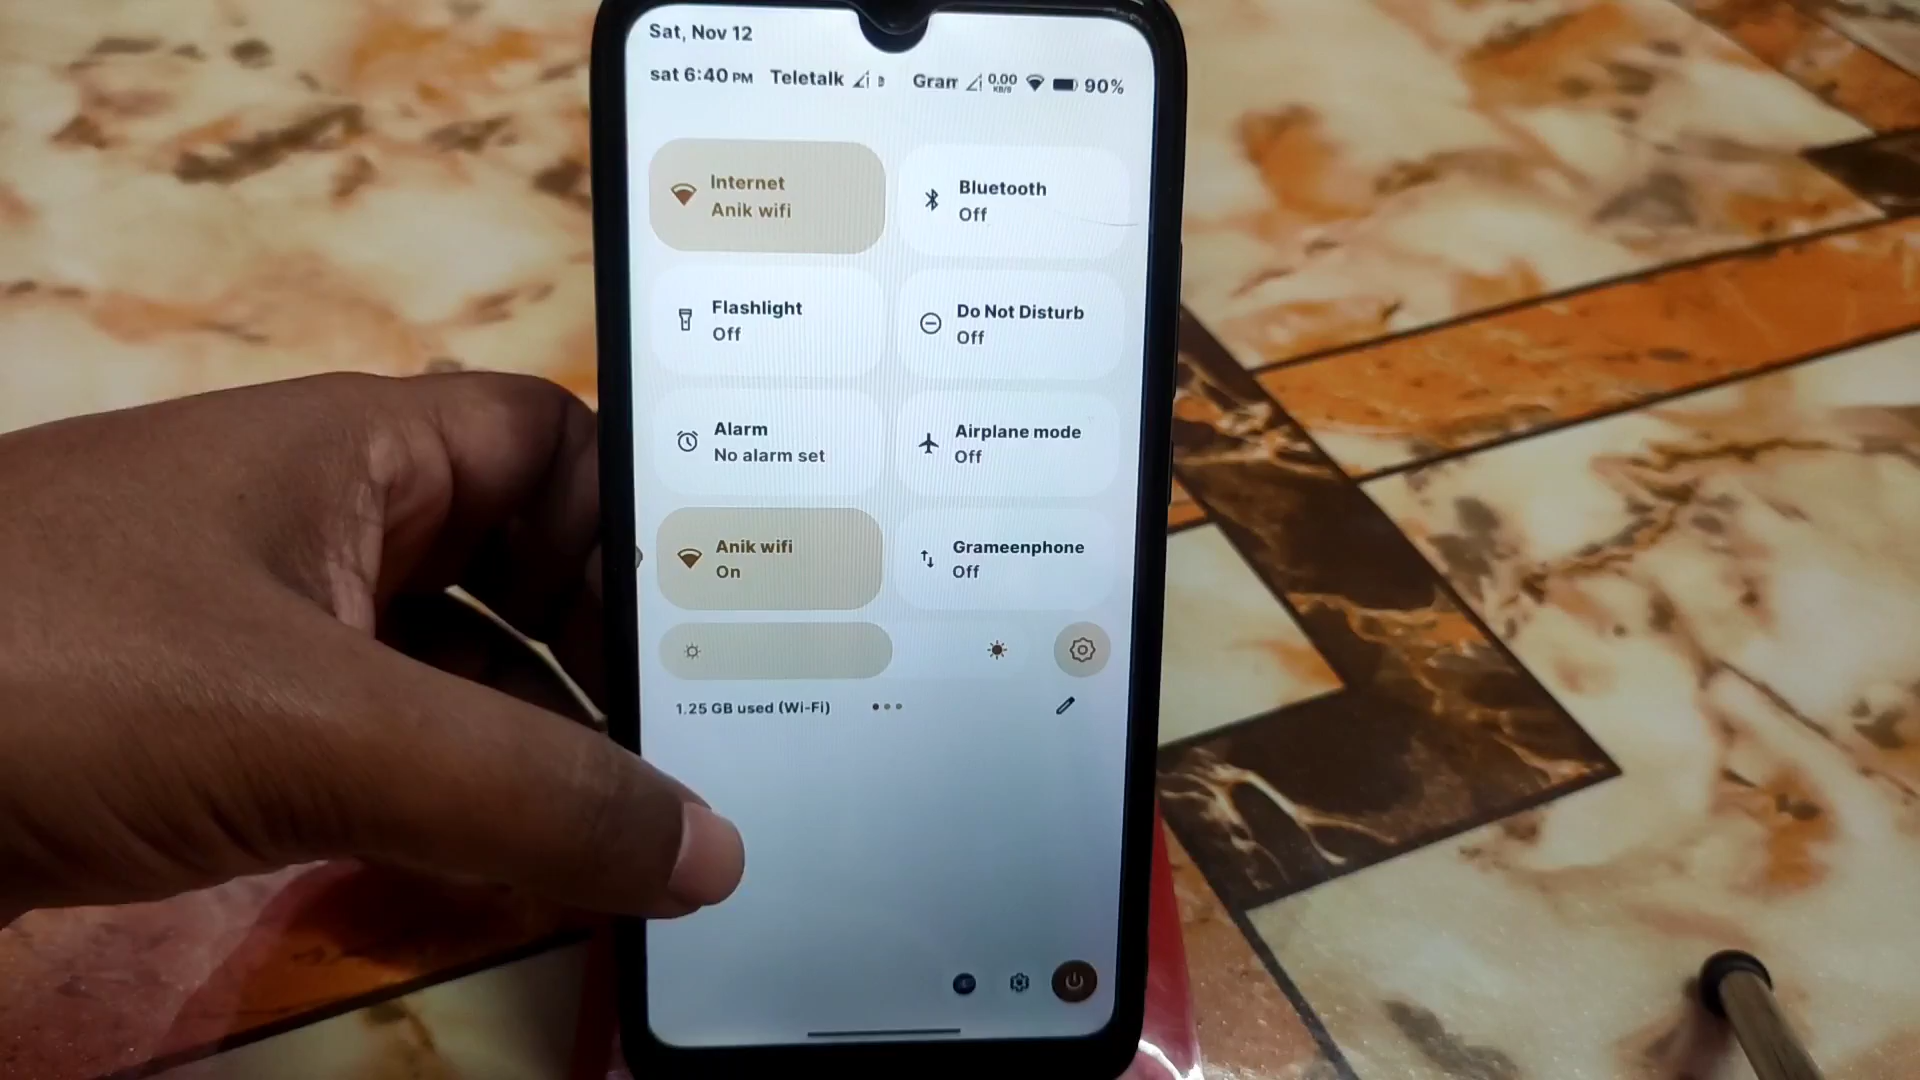 Sat, Nov 12
sat 6:40 PM Teletalk Gram 0.00 KB/S 90%
Internet
Anik wifi
Bluetooth
Off
Flashlight
Off
Do Not Disturb
Off
Alarm
No alarm set
Airplane mode
Off
Anik wifi
On
Grameenphone
Off
1.25 GB used (Wi-Fi)